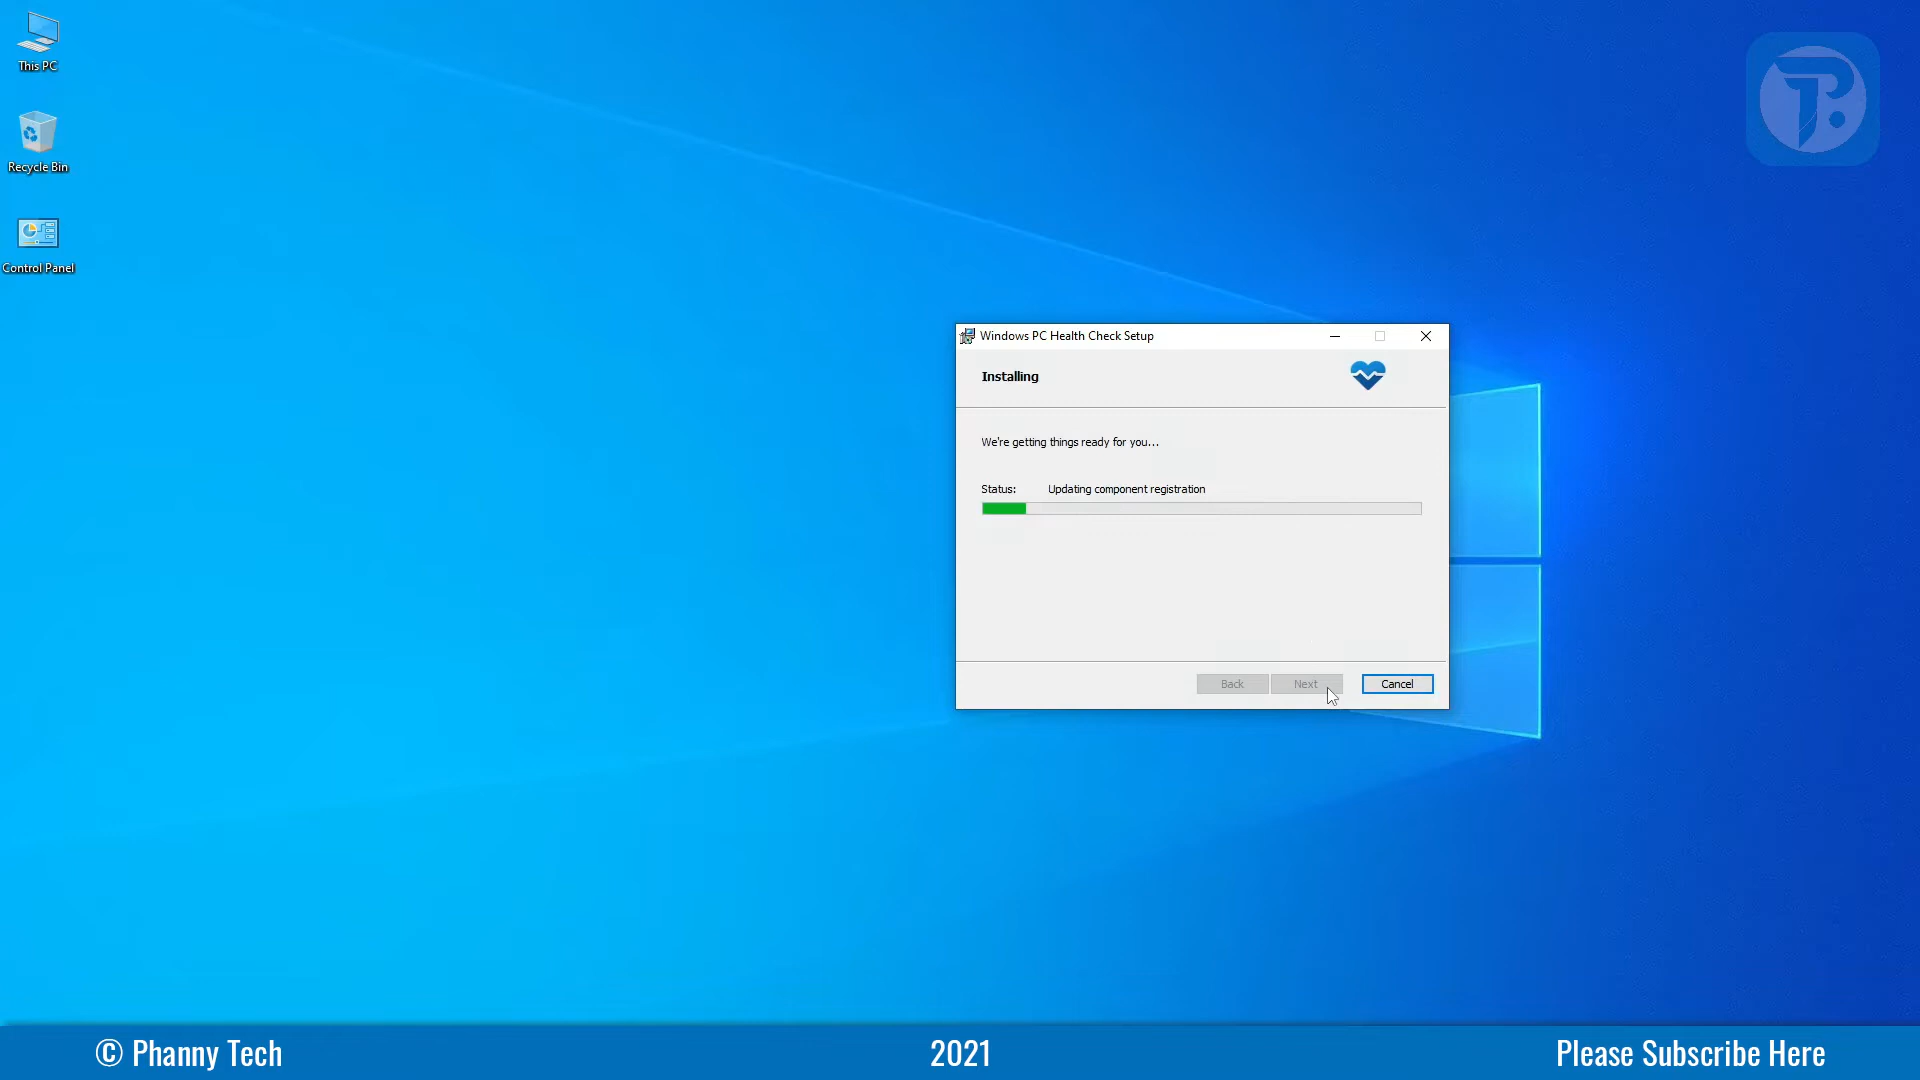 This PC
Recycle Bin
Control Panel
Windows PC Health Check Setup
Installing
We're getting things ready for you...
Status: Updating component registration
Back Next Cancel
© Phanny Tech 2021 Please Subscribe Here